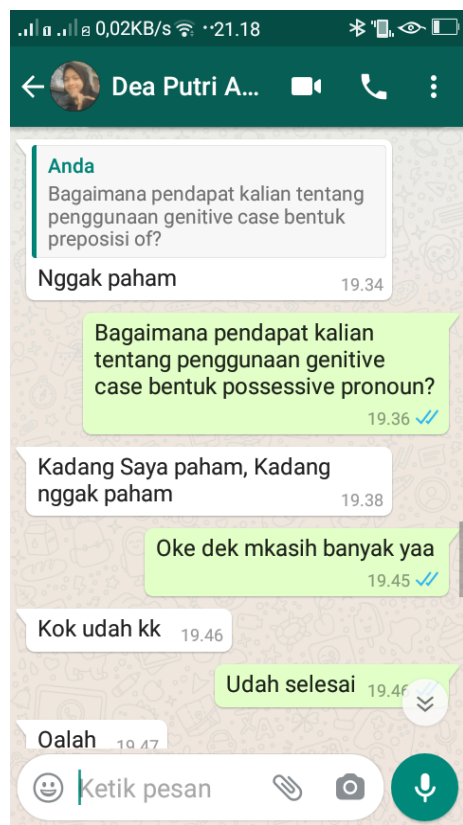 0,02KB/s ··21.18
Dea Putri A...
Anda
Bagaimana pendapat kalian tentang
penggunaan genitive case bentuk
preposisi of?
Nggak paham 19.34
Bagaimana pendapat kalian
tentang penggunaan genitive
case bentuk possessive pronoun?
19.36
Kadang Saya paham, Kadang
nggak paham 19.38
Oke dek mkasih banyak yaa
19.45
Kok udah kk 19.46
Udah selesai 19.46
Oalah 19.47
Ketik pesan